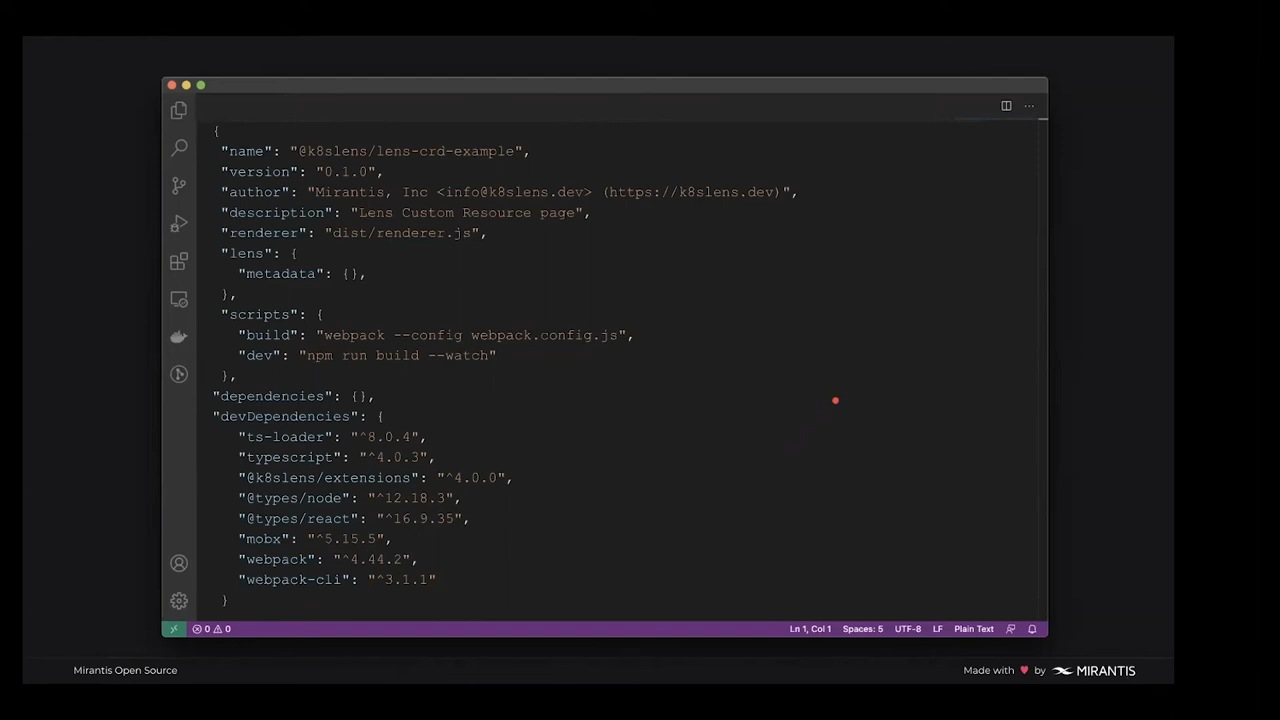 {
"name": "@k8slens/lens-crd-example",
"version": "0.1.0",
"author": "Mirantis, Inc <info@k8slens.dev> (https://k8slens.dev)",
"description": "Lens Custom Resource page",
"renderer": "dist/renderer.js",
"lens": {
"metadata": {},
},
"scripts": {
"build": "webpack --config webpack.config.js",
"dev": "npm run build --watch"
},
"dependencies": {},
"devDependencies": {
"ts-loader": "^8.0.4",
"typescript": "^4.0.3",
"@k8slens/extensions": "^4.0.0",
"@types/node": "^12.18.3",
"@types/react": "^16.9.35",
"mobx": "^5.15.5",
"webpack": "^4.44.2",
"webpack-cli": "^3.1.1"
}
0 0 Ln 1, Col 1 Spaces: 5 UTF-8 LF Plain Text
Mirantis Open Source Made with ♥ by MIRANTIS